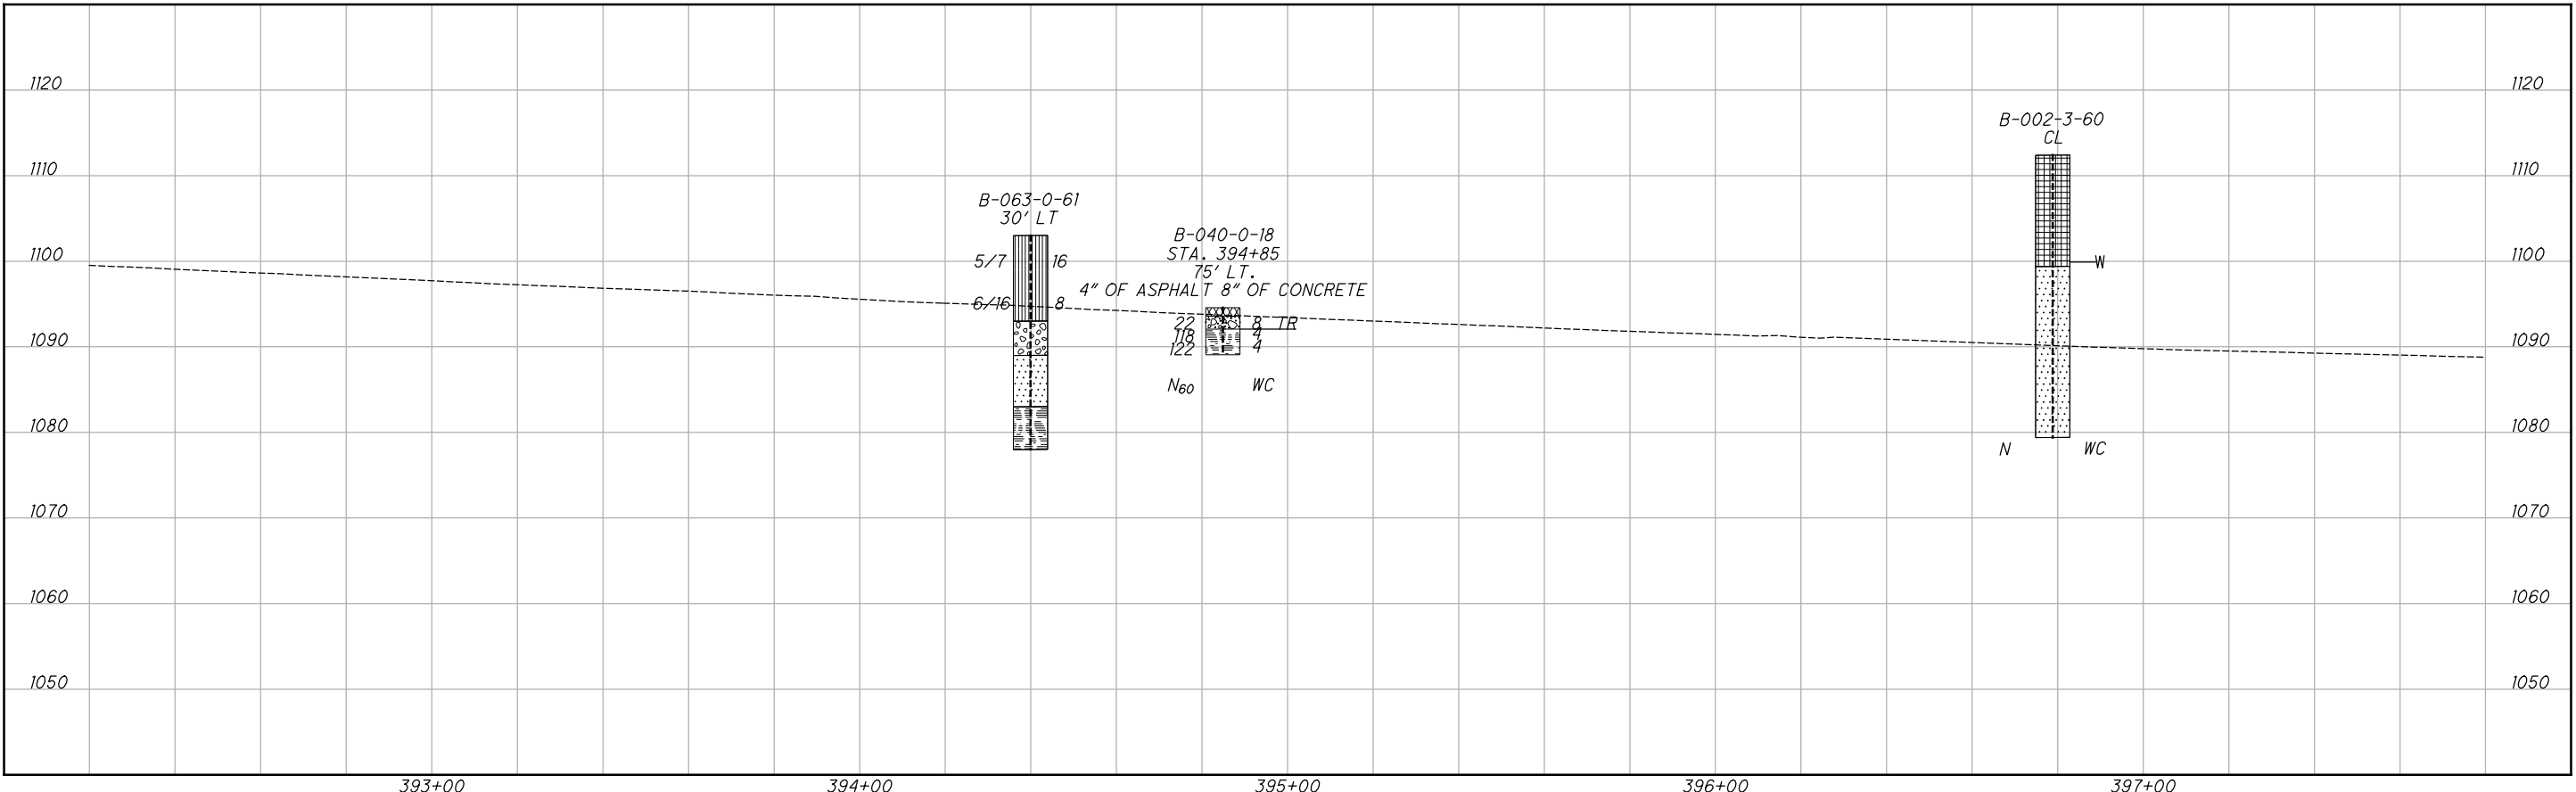 1120 1120
B-002-3-60
CL
1110 1110
B-063-0-61
30' LT
B-040-0-18
STA. 394+85
75' LT.
4" OF ASPHALT 8" OF CONCRETE
1100 5/7 16 W 1100
6/16 8
22 8 TR
118 4
122 4
1090 1090
N60 WC
1080 1080
N WC
1070 1070
1060 1060
1050 1050
393+00 394+00 395+00 396+00 397+00